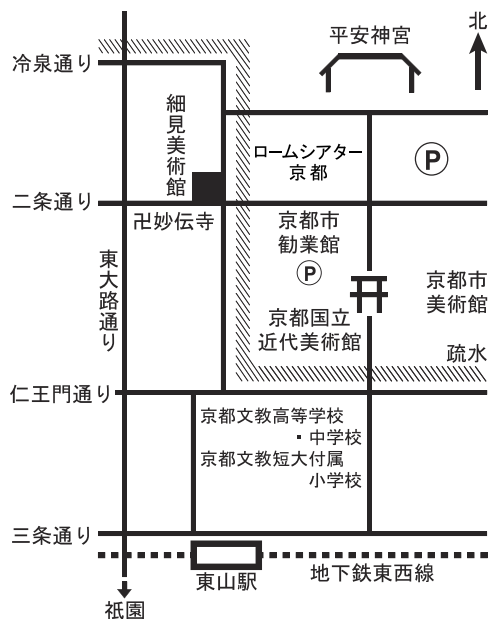 北
平安神宮
冷泉通り
細見美術館
ロームシアター
京都
P
二条通り
卍妙伝寺
京都市
勧業館
P
東大路通り
京都市
美術館
京都国立
近代美術館
疏水
仁王門通り
京都文教高等学校
・中学校
京都文教短大付属
小学校
三条通り
東山駅
地下鉄東西線
祇園